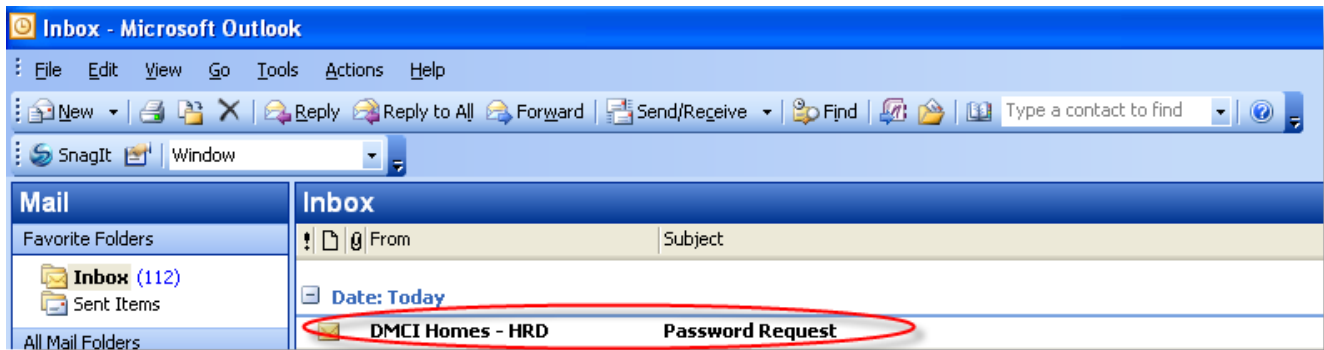 Inbox - Microsoft Outlook
File Edit View Go Tools Actions Help
New Reply Reply to All Forward Send/Receive Find Type a contact to find
SnagIt Window
Mail Inbox
Favorite Folders From Subject
Inbox (112)
Date: Today
Sent Items
DMCI Homes - HRD Password Request
All Mail Folders